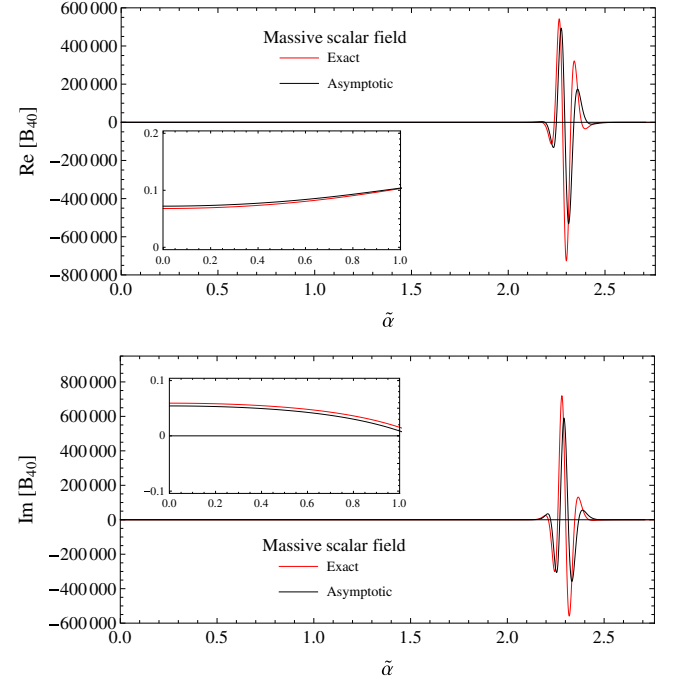 Re [B₄₀]
600 000
400 000
200 000
0
−200 000
−400 000
−600 000
−800 000
Massive scalar field
Exact
Asymptotic
0.2
0.1
0
0.0 0.2 0.4 0.6 0.8 1.0
0.0 0.5 1.0 1.5 2.0 2.5
α̃
Im [B₄₀]
800 000
600 000
400 000
200 000
0
−200 000
−400 000
−600 000
0.1
0
−0.1
0.0 0.2 0.4 0.6 0.8 1.0
Massive scalar field
Exact
Asymptotic
0.0 0.5 1.0 1.5 2.0 2.5
α̃